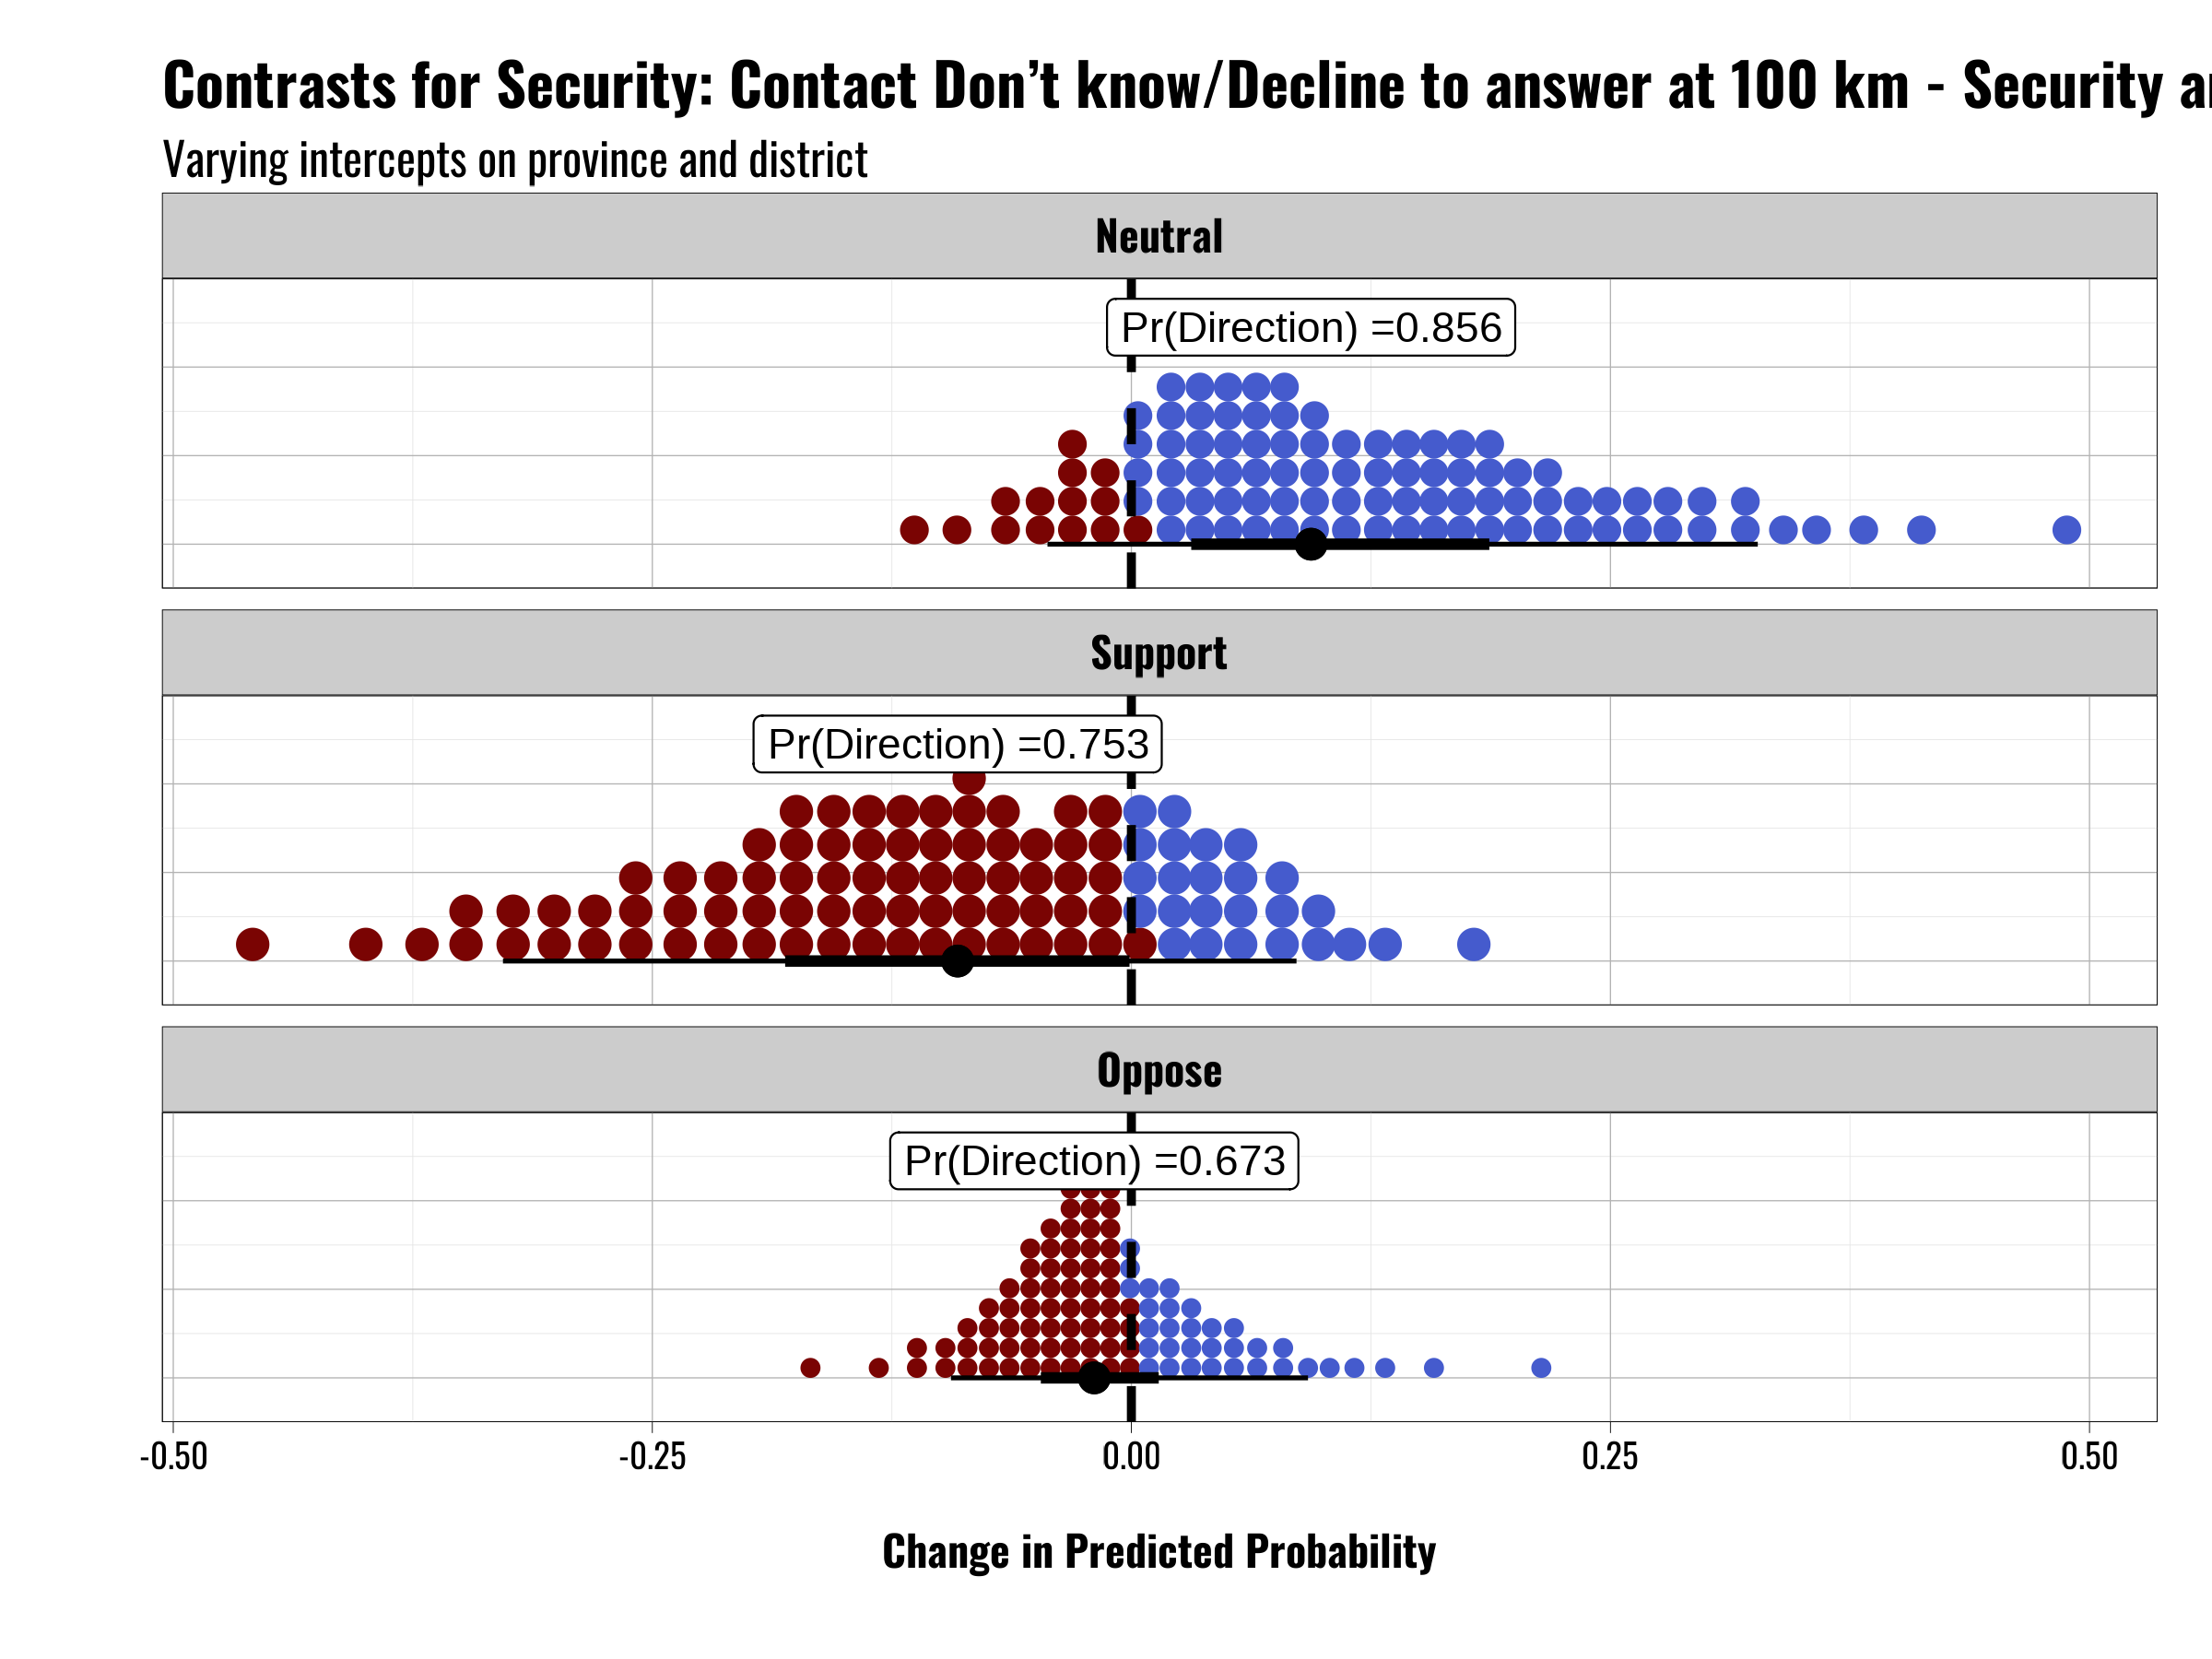 Contrasts for Security: Contact Don’t know/Decline to answer at 100 km - Security
Varying intercepts on province and district
Neutral
Pr(Direction) =0.856
Support
Pr(Direction) =0.753
Oppose
Pr(Direction) =0.673
-0.50 -0.25 0.00 0.25 0.50
Change in Predicted Probability